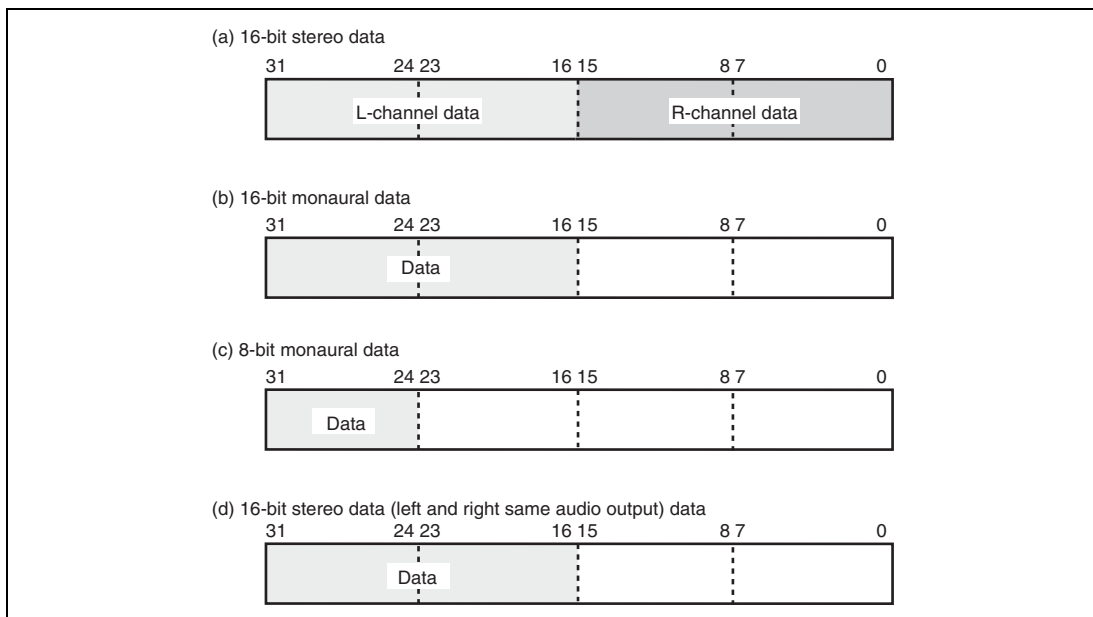 (a) 16-bit stereo data
31 24 23 16 15 8 7 0
L-channel data R-channel data
(b) 16-bit monaural data
31 24 23 16 15 8 7 0
Data
(c) 8-bit monaural data
31 24 23 16 15 8 7 0
Data
(d) 16-bit stereo data (left and right same audio output) data
31 24 23 16 15 8 7 0
Data